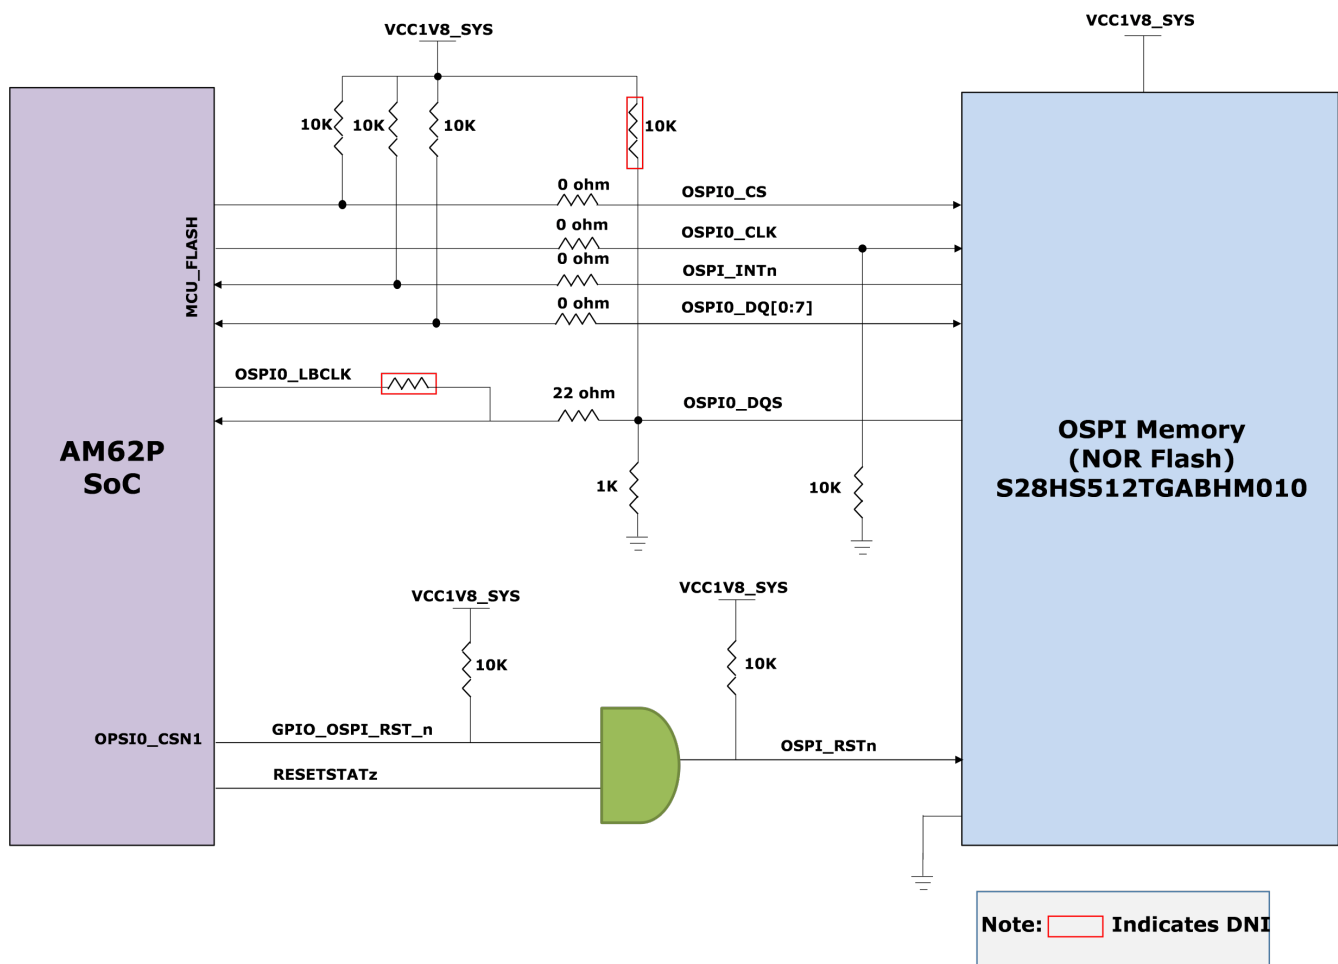 VCC1V8_SYS
VCC1V8_SYS
10K
10K
10K
10K
0 ohm
OSPI0_CS
0 ohm
OSPI0_CLK
0 ohm
OSPI_INTn
0 ohm
OSPI0_DQ[0:7]
MCU_FLASH
OSPI0_LBCLK
22 ohm
OSPI0_DQS
AM62P
SoC
OSPI Memory
(NOR Flash)
S28HS512TGABHM010
1K
10K
VCC1V8_SYS
VCC1V8_SYS
10K
10K
OPSI0_CSN1
GPIO_OSPI_RST_n
OSPI_RSTn
RESETSTATz
Note: Indicates DNI